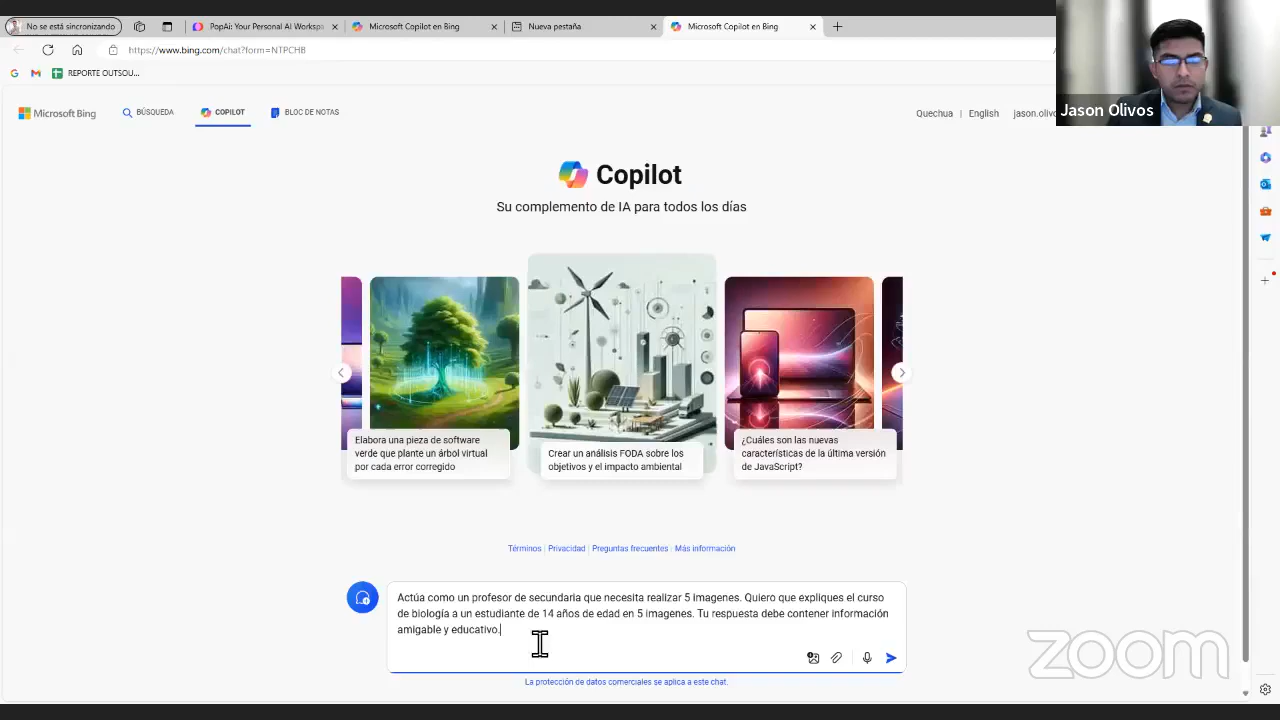 No se está sincronizando
PopAi: Your Personal AI Worksp
Microsoft Copilot en Bing
Nueva pestaña
Microsoft Copilot en Bing
https://www.bing.com/chat?form=NTPCHB
REPORTE OUTSOU...
Jason Olivos
Microsoft Bing
BÚSQUEDA
COPILOT
BLOC DE NOTAS
Quechua | English
jason.olivo
Copilot
Su complemento de IA para todos los días
Elabora una pieza de software
verde que plante un árbol virtual
por cada error corregido
Crear un análisis FODA sobre los
objetivos y el impacto ambiental
¿Cuáles son las nuevas
características de la última versión
de JavaScript?
Términos | Privacidad | Preguntas frecuentes | Más información
Actúa como un profesor de secundaria que necesita realizar 5 imagenes. Quiero que expliques el curso
de biología a un estudiante de 14 años de edad en 5 imagenes. Tu respuesta debe contener información
amigable y educativo.
La protección de datos comerciales se aplica a este chat.
zoom